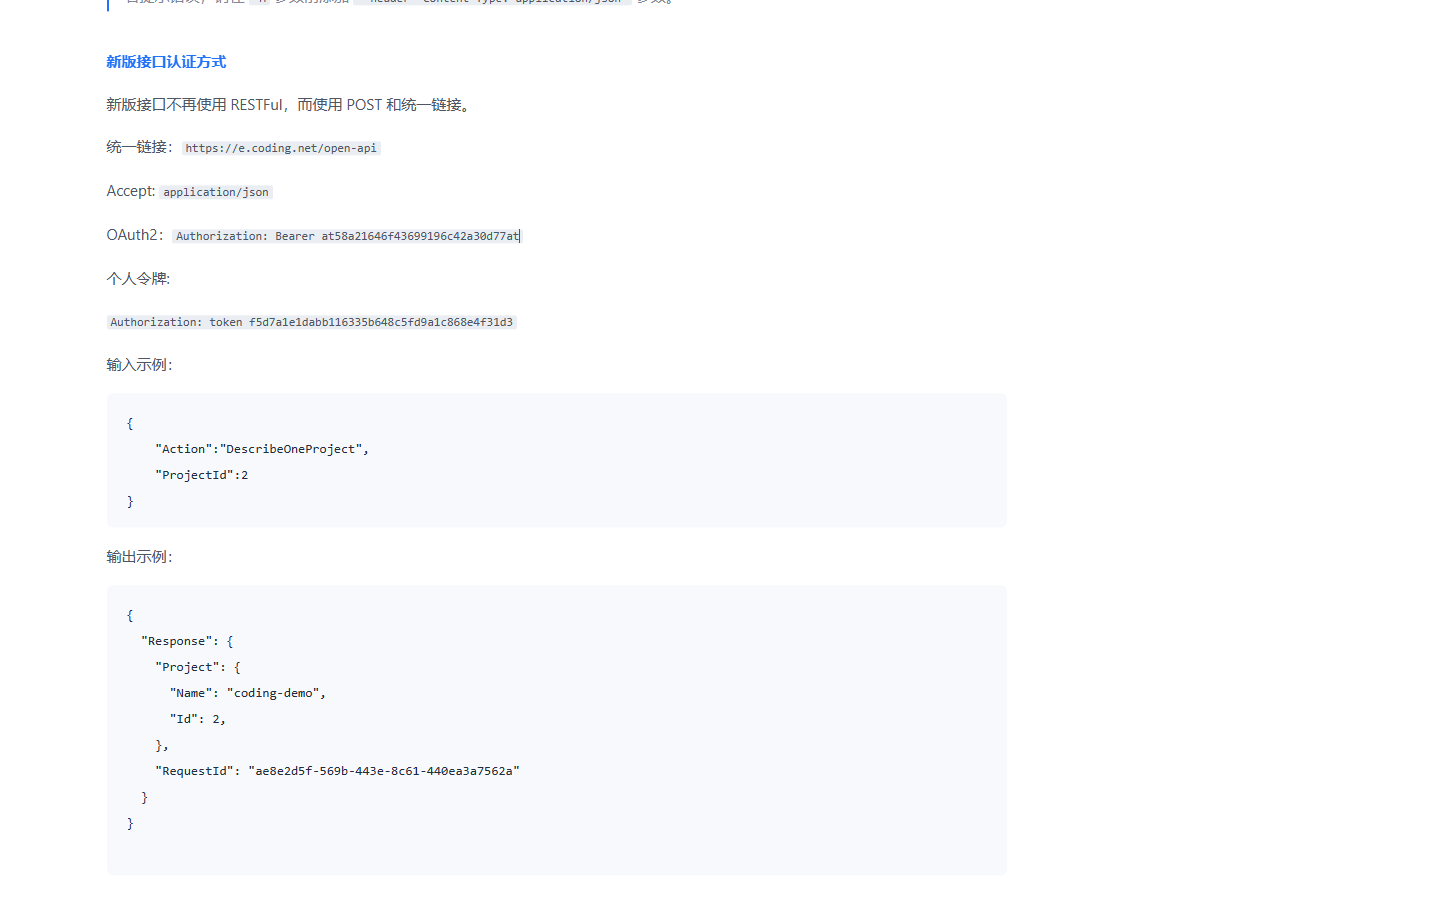 新版接口认证方式
新版接口不再使用 RESTFul，而使用 POST 和统一链接。
统一链接： https://e.coding.net/open-api
Accept: application/json
OAuth2： Authorization: Bearer at58a21646f43699196c42a30d77at
个人令牌:
Authorization: token f5d7a1e1dabb116335b648c5fd9a1c868e4f31d3
输入示例：
{
    "Action":"DescribeOneProject",
    "ProjectId":2
}
输出示例：
{
  "Response": {
    "Project": {
      "Name": "coding-demo",
      "Id": 2,
    },
    "RequestId": "ae8e2d5f-569b-443e-8c61-440ea3a7562a"
  }
}